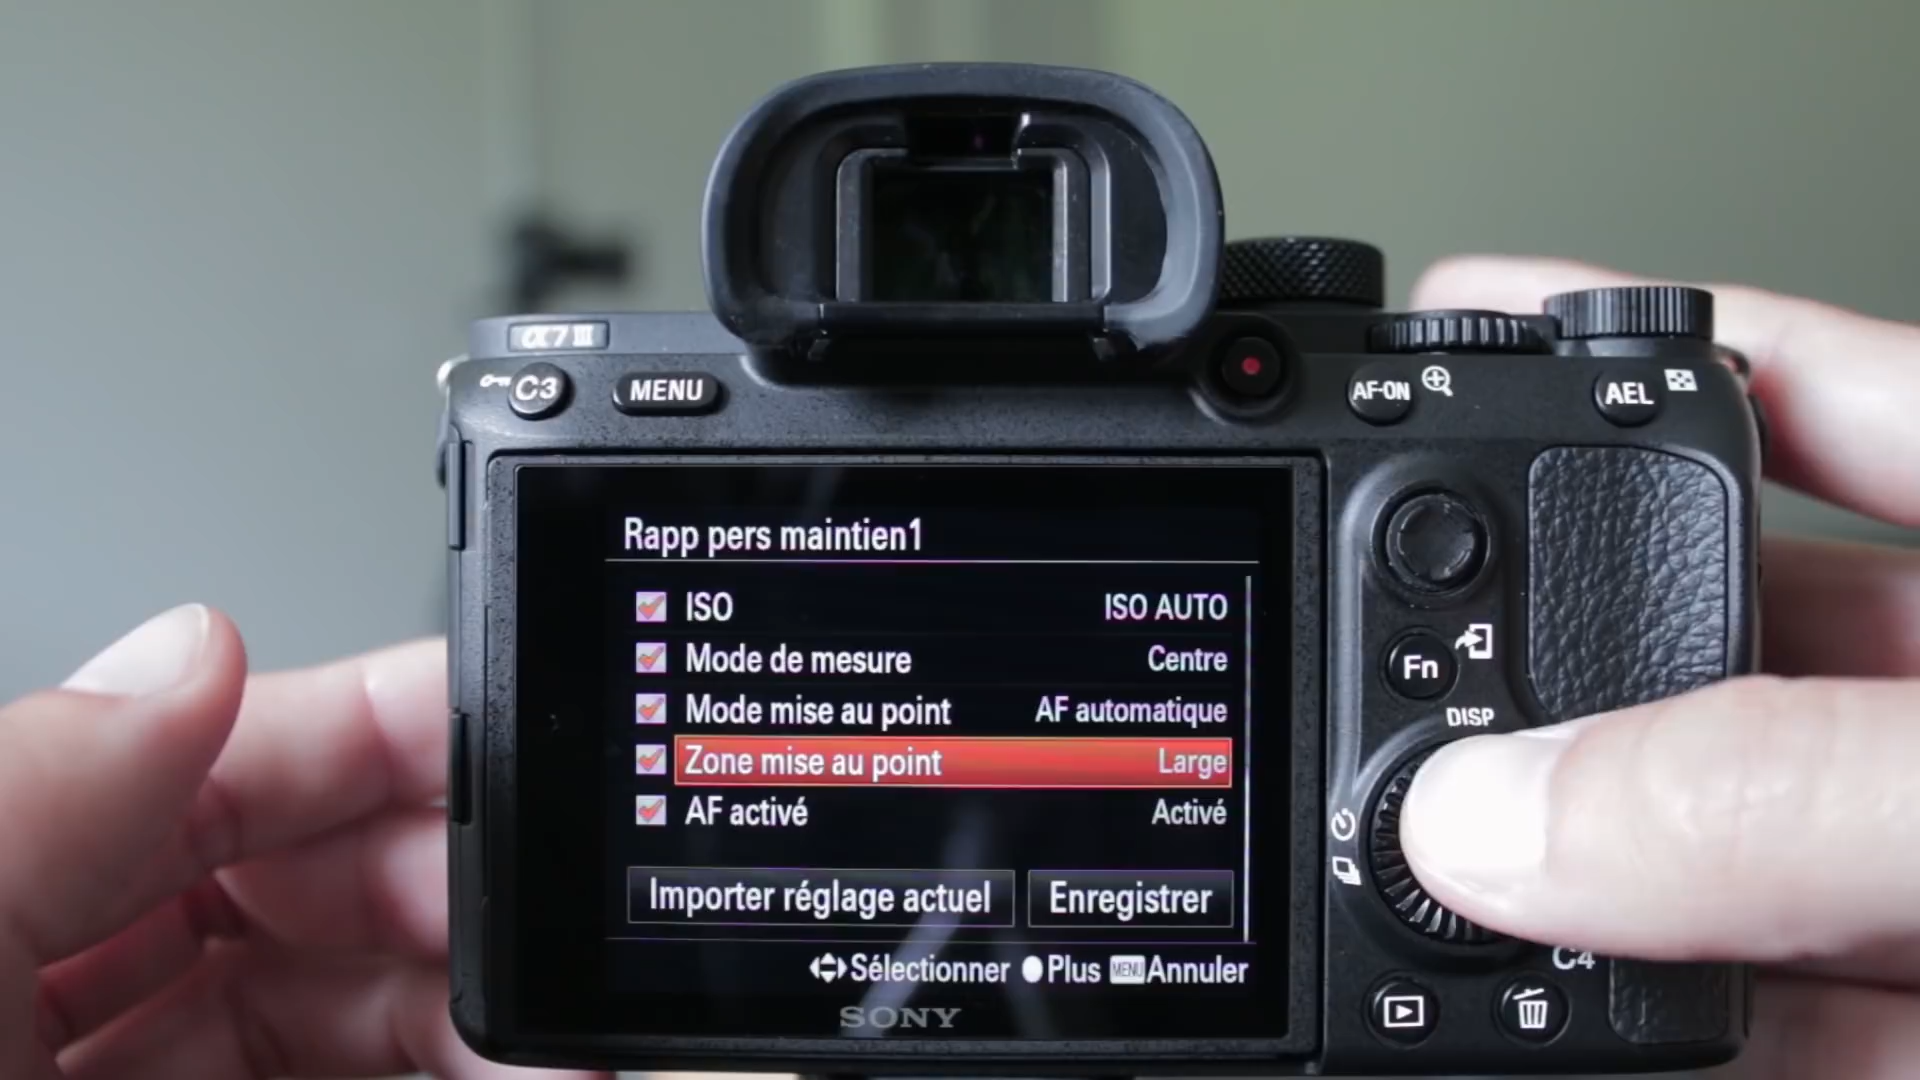 α7 III
C3
MENU
AF-ON
AEL
Rapp pers maintien1
ISO ISO AUTO
Mode de mesure Centre
Mode mise au point AF automatique
Zone mise au point Large
AF activé Activé
Importer réglage actuel Enregistrer
Sélectionner Plus MENU Annuler
SONY
Fn
DISP
C4